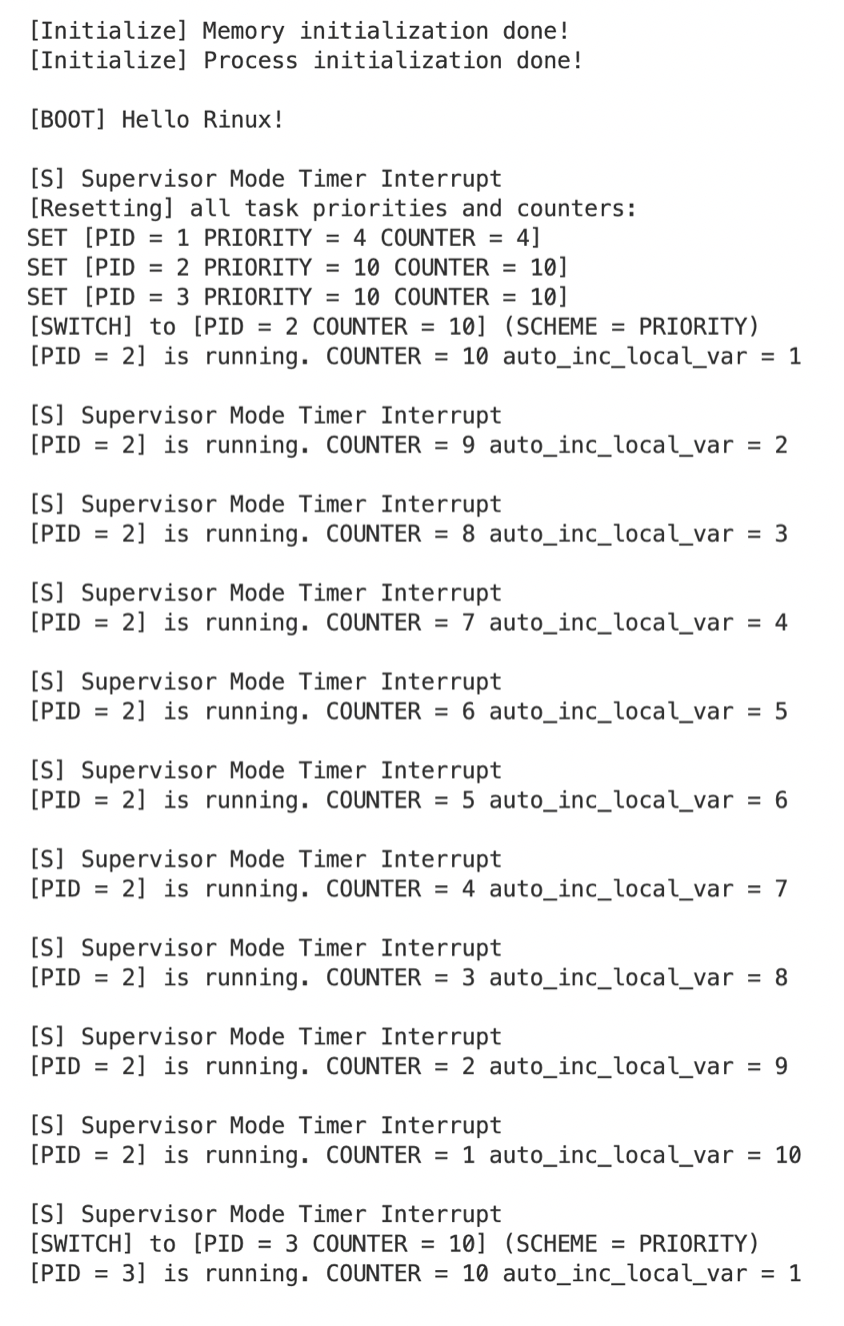 [Initialize] Memory initialization done!
[Initialize] Process initialization done!
[BOOT] Hello Rinux!
[S] Supervisor Mode Timer Interrupt
[Resetting] all task priorities and counters:
SET [PID = 1 PRIORITY = 4 COUNTER = 4]
SET [PID = 2 PRIORITY = 10 COUNTER = 10]
SET [PID = 3 PRIORITY = 10 COUNTER = 10]
[SWITCH] to [PID = 2 COUNTER = 10] (SCHEME = PRIORITY)
[PID = 2] is running. COUNTER = 10 auto_inc_local_var = 1
[S] Supervisor Mode Timer Interrupt
[PID = 2] is running. COUNTER = 9 auto_inc_local_var = 2
[S] Supervisor Mode Timer Interrupt
[PID = 2] is running. COUNTER = 8 auto_inc_local_var = 3
[S] Supervisor Mode Timer Interrupt
[PID = 2] is running. COUNTER = 7 auto_inc_local_var = 4
[S] Supervisor Mode Timer Interrupt
[PID = 2] is running. COUNTER = 6 auto_inc_local_var = 5
[S] Supervisor Mode Timer Interrupt
[PID = 2] is running. COUNTER = 5 auto_inc_local_var = 6
[S] Supervisor Mode Timer Interrupt
[PID = 2] is running. COUNTER = 4 auto_inc_local_var = 7
[S] Supervisor Mode Timer Interrupt
[PID = 2] is running. COUNTER = 3 auto_inc_local_var = 8
[S] Supervisor Mode Timer Interrupt
[PID = 2] is running. COUNTER = 2 auto_inc_local_var = 9
[S] Supervisor Mode Timer Interrupt
[PID = 2] is running. COUNTER = 1 auto_inc_local_var = 10
[S] Supervisor Mode Timer Interrupt
[SWITCH] to [PID = 3 COUNTER = 10] (SCHEME = PRIORITY)
[PID = 3] is running. COUNTER = 10 auto_inc_local_var = 1